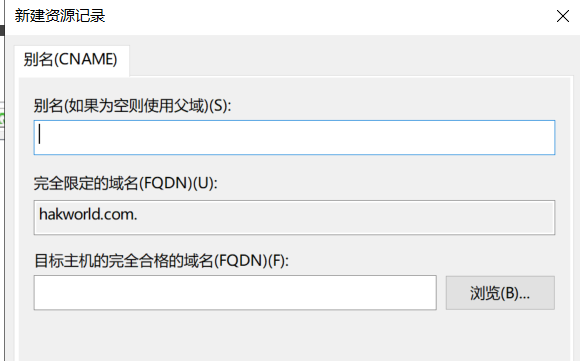 新建资源记录
别名(CNAME)
别名(如果为空则使用父域)(S):
完全限定的域名(FQDN)(U):
hakworld.com.
目标主机的完全合格的域名(FQDN)(F):
浏览(B)...